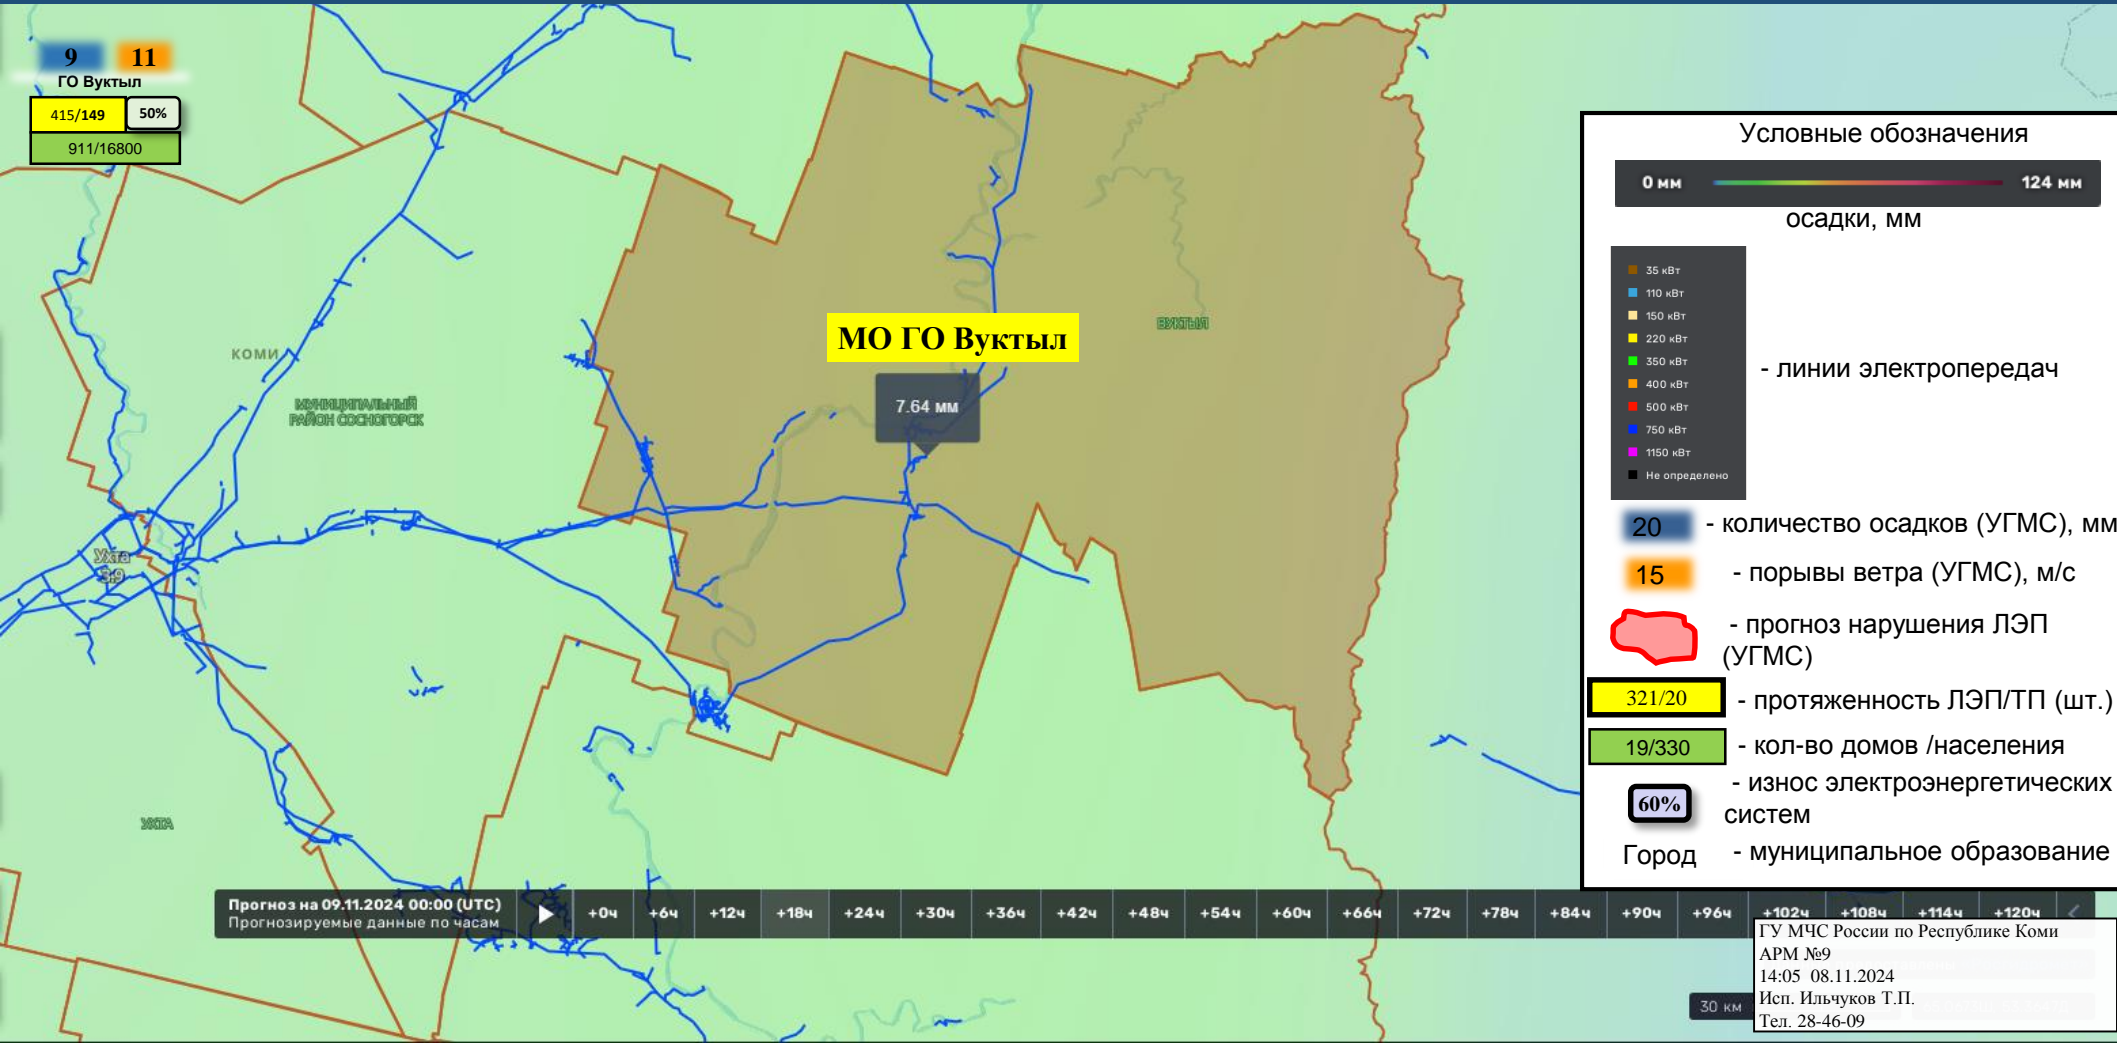 9 11
ГО Вуктыл
415/149 50%
911/16800
МО ГО Вуктыл
7.64 мм
ВУКТЫЛ
КОМИ
МУНИЦИПАЛЬНЫЙ
РАЙОН СОСНОГОРСК
Ухта
3.9
УХТА
Условные обозначения
0 мм 124 мм
осадки, мм
35 кВт
110 кВт
150 кВт
220 кВт
350 кВт
400 кВт
500 кВт
750 кВт
1150 кВт
Не определено
- линии электропередач
20 - количество осадков (УГМС), мм
15 - порывы ветра (УГМС), м/с
- прогноз нарушения ЛЭП
(УГМС)
321/20 - протяженность ЛЭП/ТП (шт.)
19/330 - кол-во домов /населения
60% - износ электроэнергетических
систем
Город - муниципальное образование
Прогноз на 09.11.2024 00:00 (UTC)
Прогнозируемые данные по часам
+0ч +6ч +12ч +18ч +24ч +30ч +36ч +42ч +48ч +54ч +60ч +66ч +72ч +78ч +84ч +90ч +96ч +102ч +108ч +114ч +120ч
30 км
ГУ МЧС России по Республике Коми
АРМ №9
14:05 08.11.2024
Исп. Ильчуков Т.П.
Тел. 28-46-09